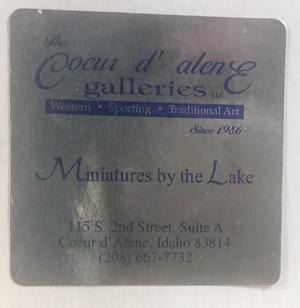 The
Coeur d' alenE
galleries LLC
Western • Sporting • Traditional Art
Since 1986
Miniatures by the Lake
115 S. 2nd Street, Suite A
Coeur d'Alene, Idaho 83814
(208) 667-7732